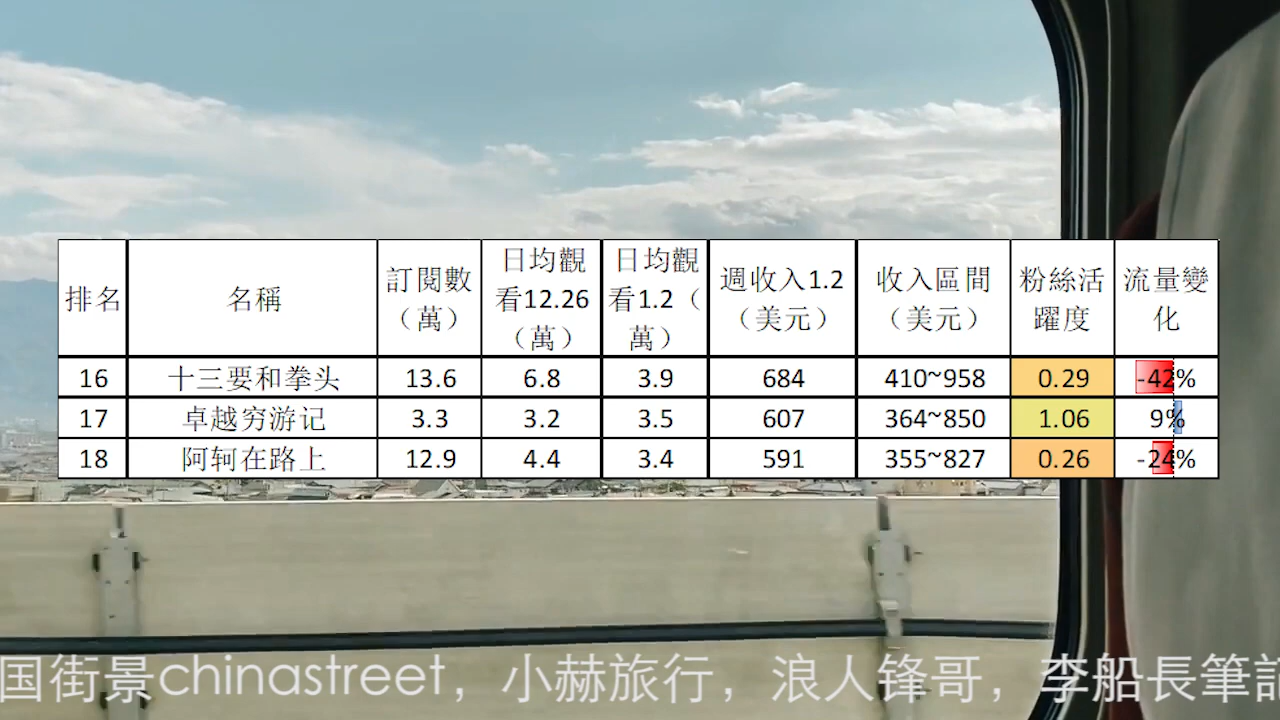 排名 名稱 訂閱數（萬） 日均觀看12.26（萬） 日均觀看1.2（萬） 週收入1.2（美元） 收入區間（美元） 粉絲活躍度 流量變化
16 十三要和拳头 13.6 6.8 3.9 684 410~958 0.29 -42%
17 卓越穷游记 3.3 3.2 3.5 607 364~850 1.06 9%
18 阿轲在路上 12.9 4.4 3.4 591 355~827 0.26 -24%
国街景chinastreet，小赫旅行，浪人锋哥，李船長筆記